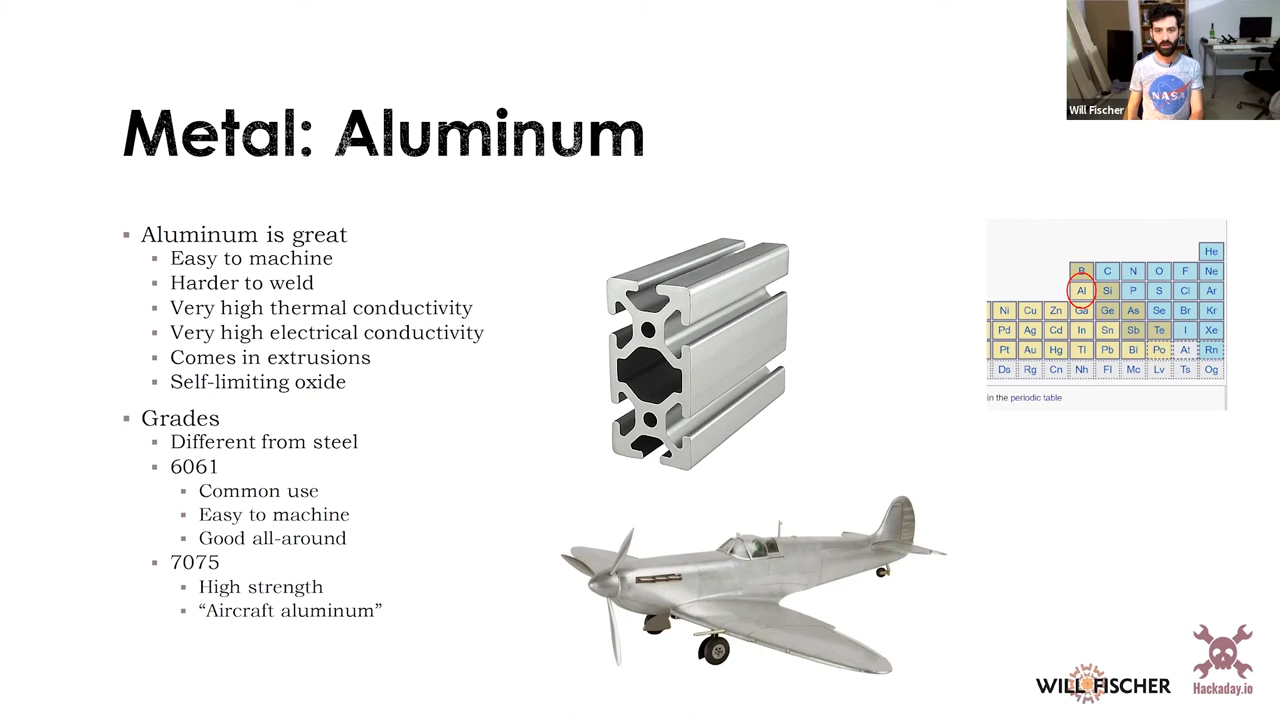 NASA
Will Fischer
Metal: Aluminum
Aluminum is great
Easy to machine
Harder to weld
Very high thermal conductivity
Very high electrical conductivity
Comes in extrusions
Self-limiting oxide
Grades
Different from steel
6061
Common use
Easy to machine
Good all-around
7075
High strength
“Aircraft aluminum”
He
B C N O F Ne
Al Si P S Cl Ar
Ni Cu Zn Ga Ge As Se Br Kr
Pd Ag Cd In Sn Sb Te I Xe
Pt Au Hg Tl Pb Bi Po At Rn
Ds Rg Cn Nh Fl Mc Lv Ts Og
in the periodic table
WILL FISCHER
Hackaday.io